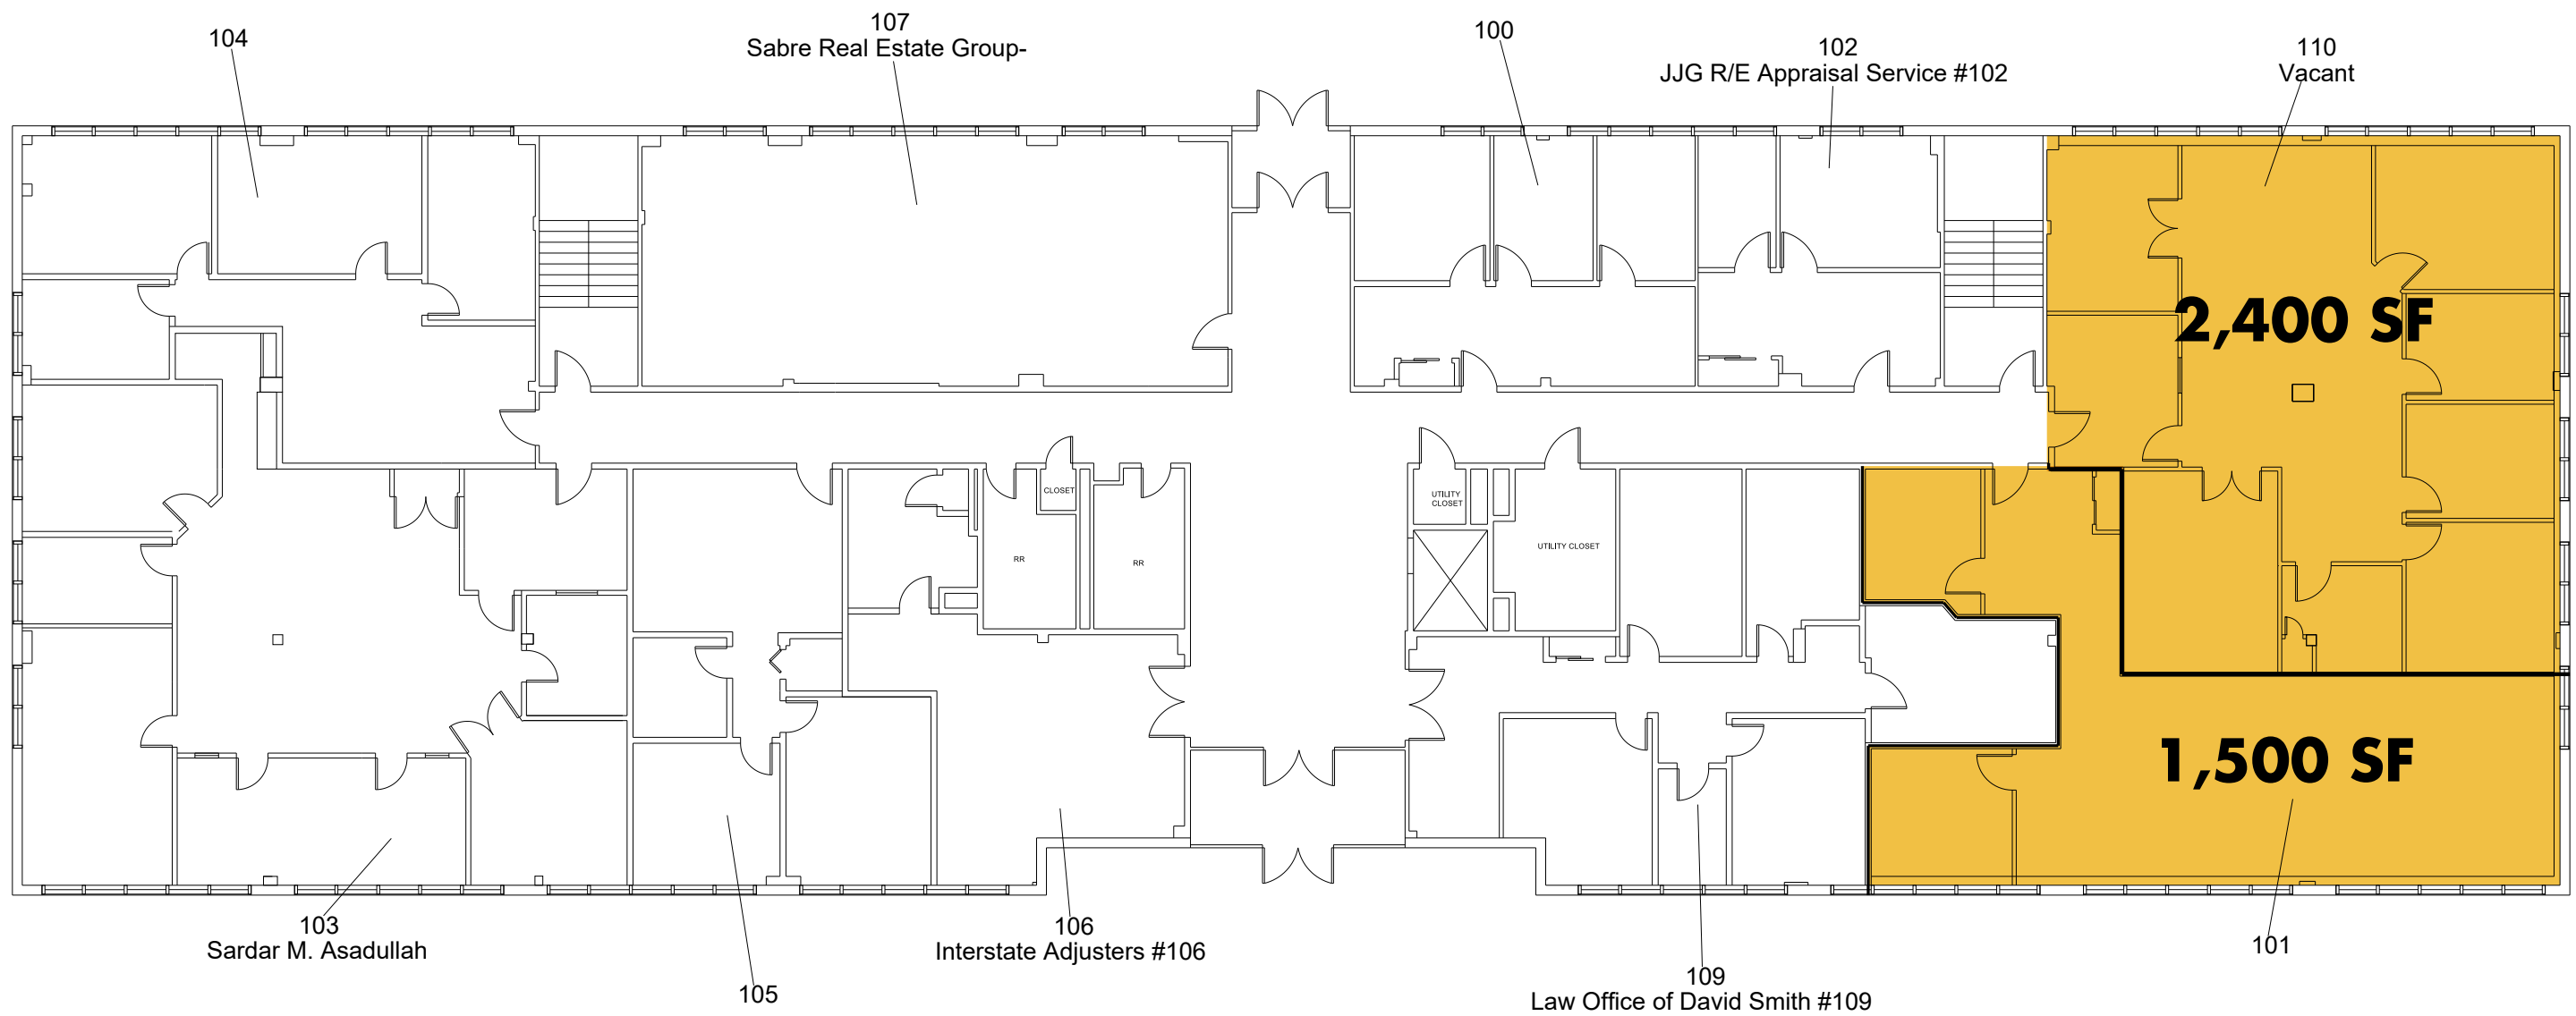 104
107
Sabre Real Estate Group-
100
102
JJG R/E Appraisal Service #102
110
Vacant
2,400 SF
CLOSET
UTILITY
CLOSET
UTILITY CLOSET
RR
RR
1,500 SF
103
Sardar M. Asadullah
105
106
Interstate Adjusters #106
109
Law Office of David Smith #109
101